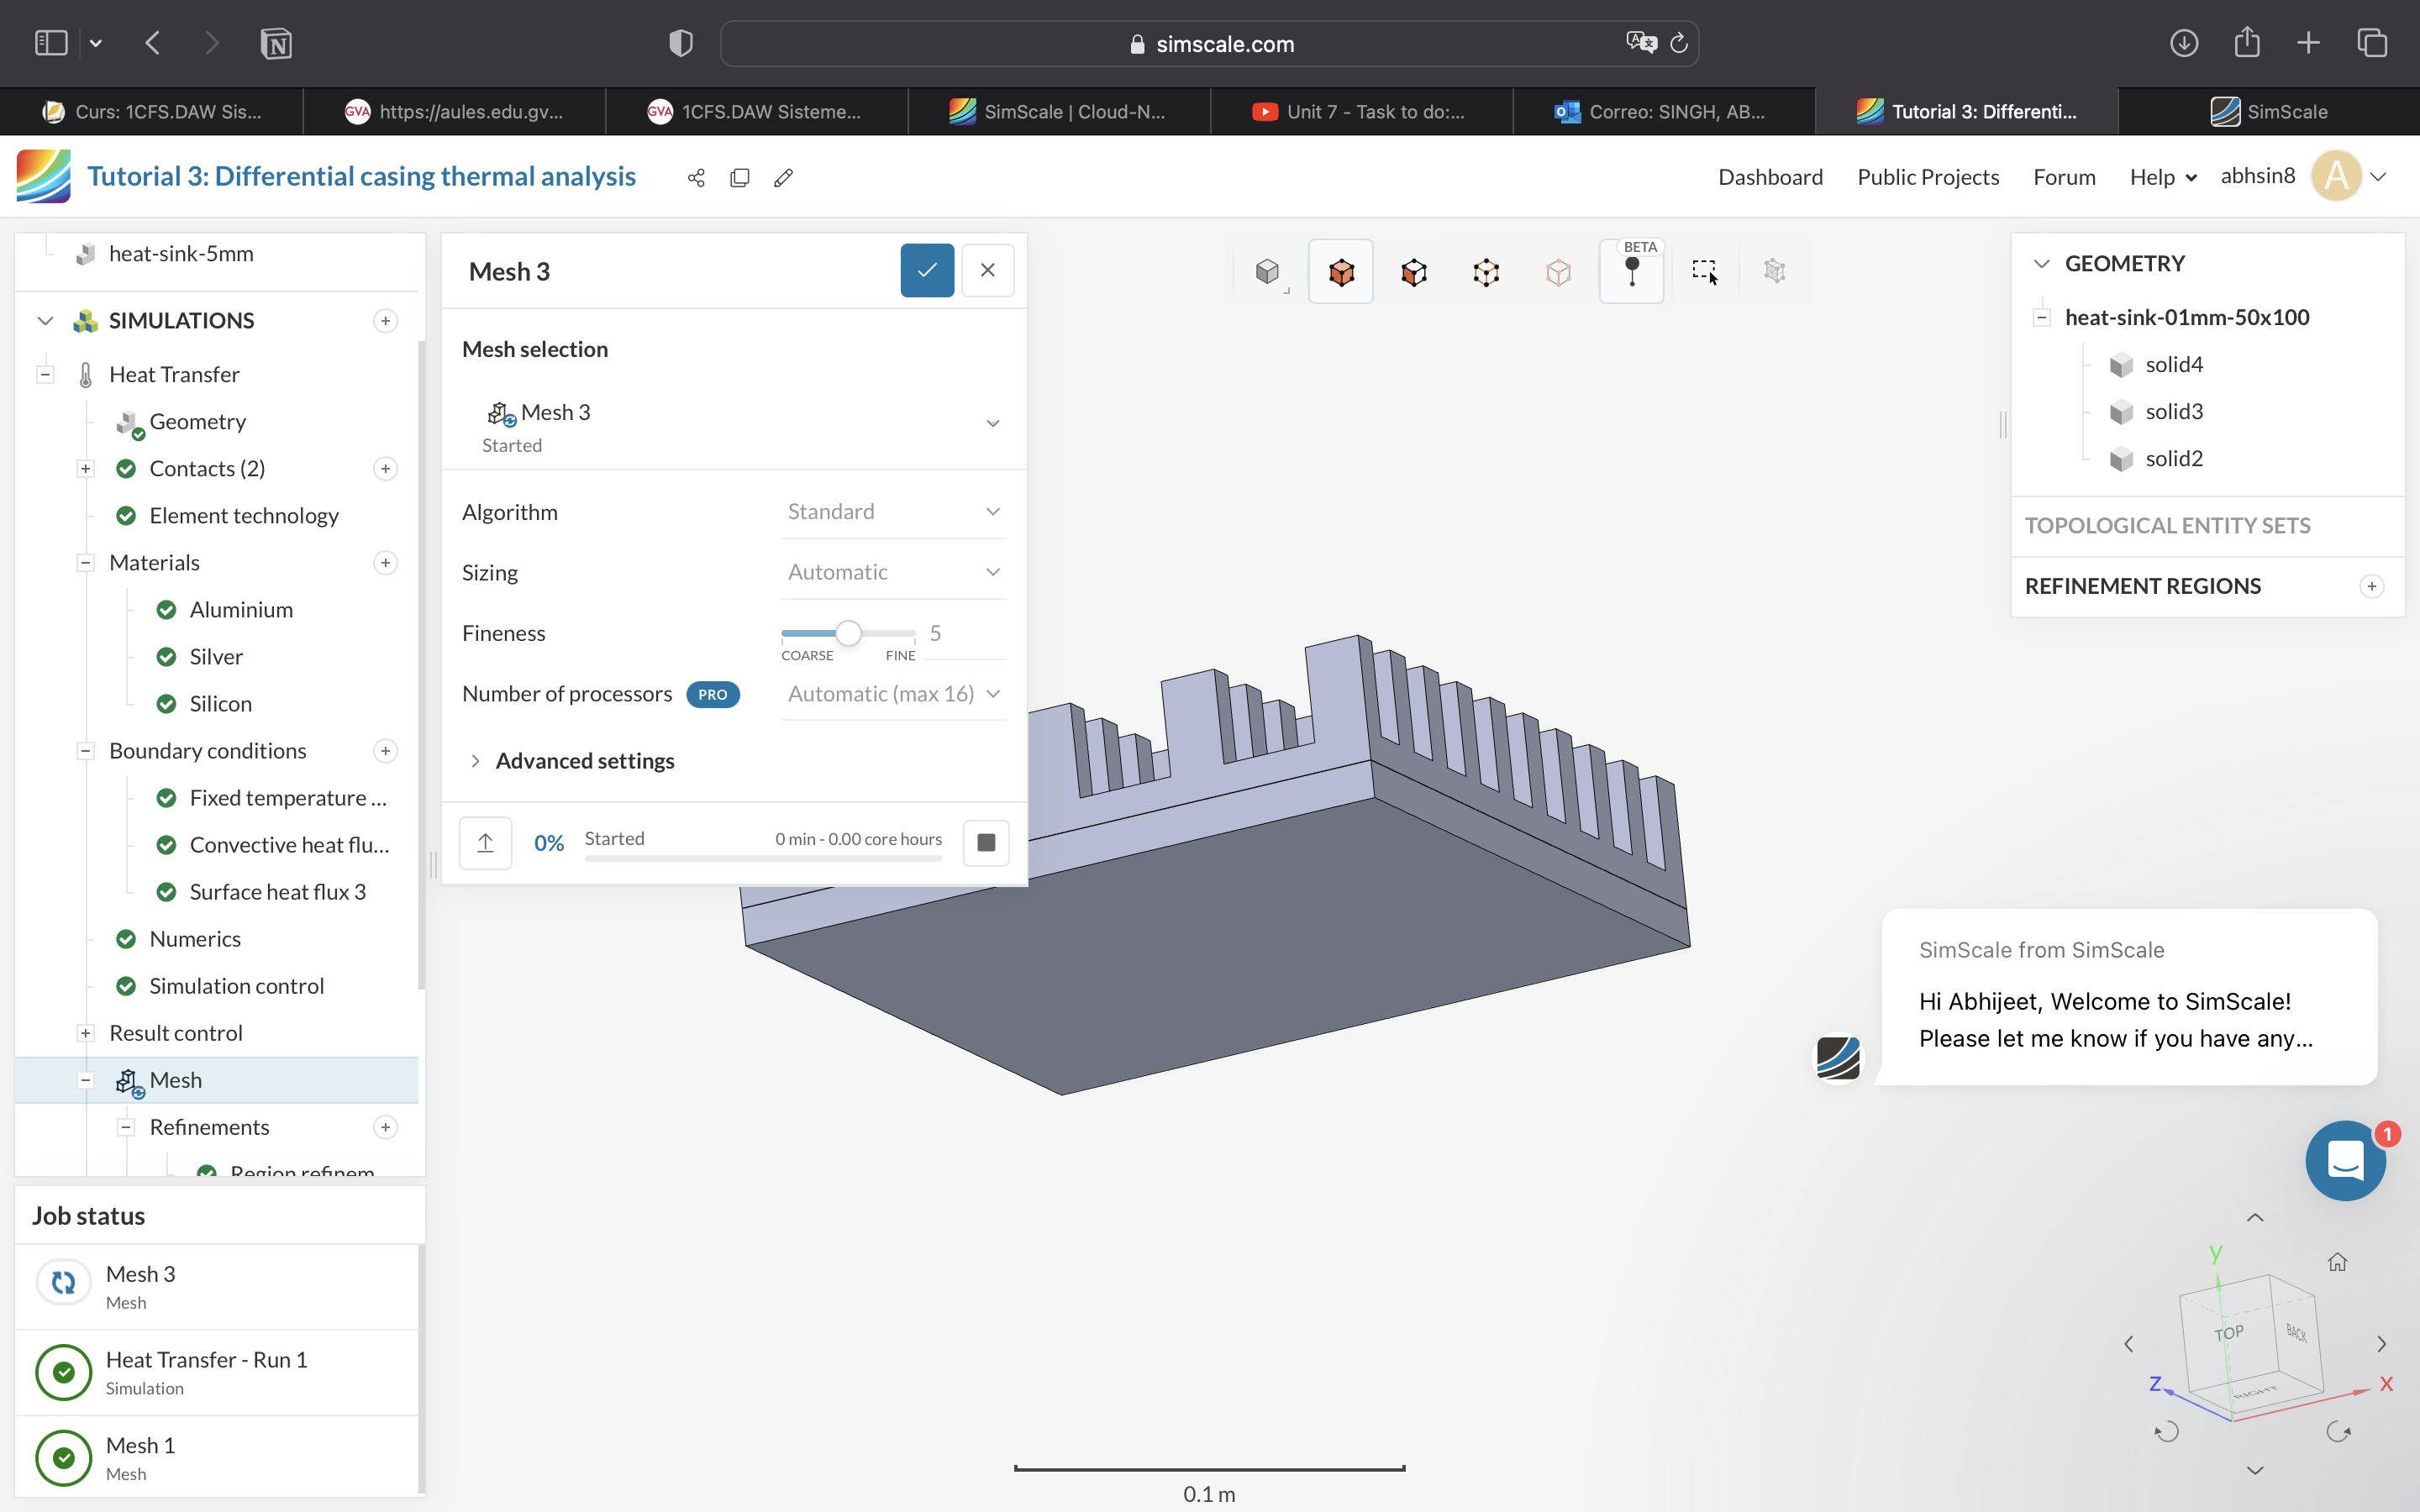 simscale.com
Curs: 1CFS.DAW Sis...
GVA
https://aules.edu.gv...
GVA
1CFS.DAW Sisteme...
SimScale | Cloud-N...
Unit 7 - Task to do:...
Correo: SINGH, AB...
Tutorial 3: Differenti...
SimScale
Tutorial 3: Differential casing thermal analysis
Dashboard
Public Projects
Forum
Help
abhsin8
A
heat-sink-5mm
SIMULATIONS
Heat Transfer
Geometry
Contacts (2)
Element technology
Materials
Aluminium
Silver
Silicon
Boundary conditions
Fixed temperature ...
Convective heat flu...
Surface heat flux 3
Numerics
Simulation control
Result control
Mesh
Refinements
Region refinem
Job status
Mesh 3
Mesh
Heat Transfer - Run 1
Simulation
Mesh 1
Mesh
Mesh 3
Mesh selection
Mesh 3
Started
Algorithm
Standard
Sizing
Automatic
Fineness
5
COARSE
FINE
Number of processors
PRO
Automatic (max 16)
Advanced settings
0%
Started
0 min - 0.00 core hours
BETA
GEOMETRY
heat-sink-01mm-50x100
solid4
solid3
solid2
TOPOLOGICAL ENTITY SETS
REFINEMENT REGIONS
SimScale from SimScale
Hi Abhijeet, Welcome to SimScale!
Please let me know if you have any...
1
y
TOP
BACK
RIGHT
Z
X
0.1 m